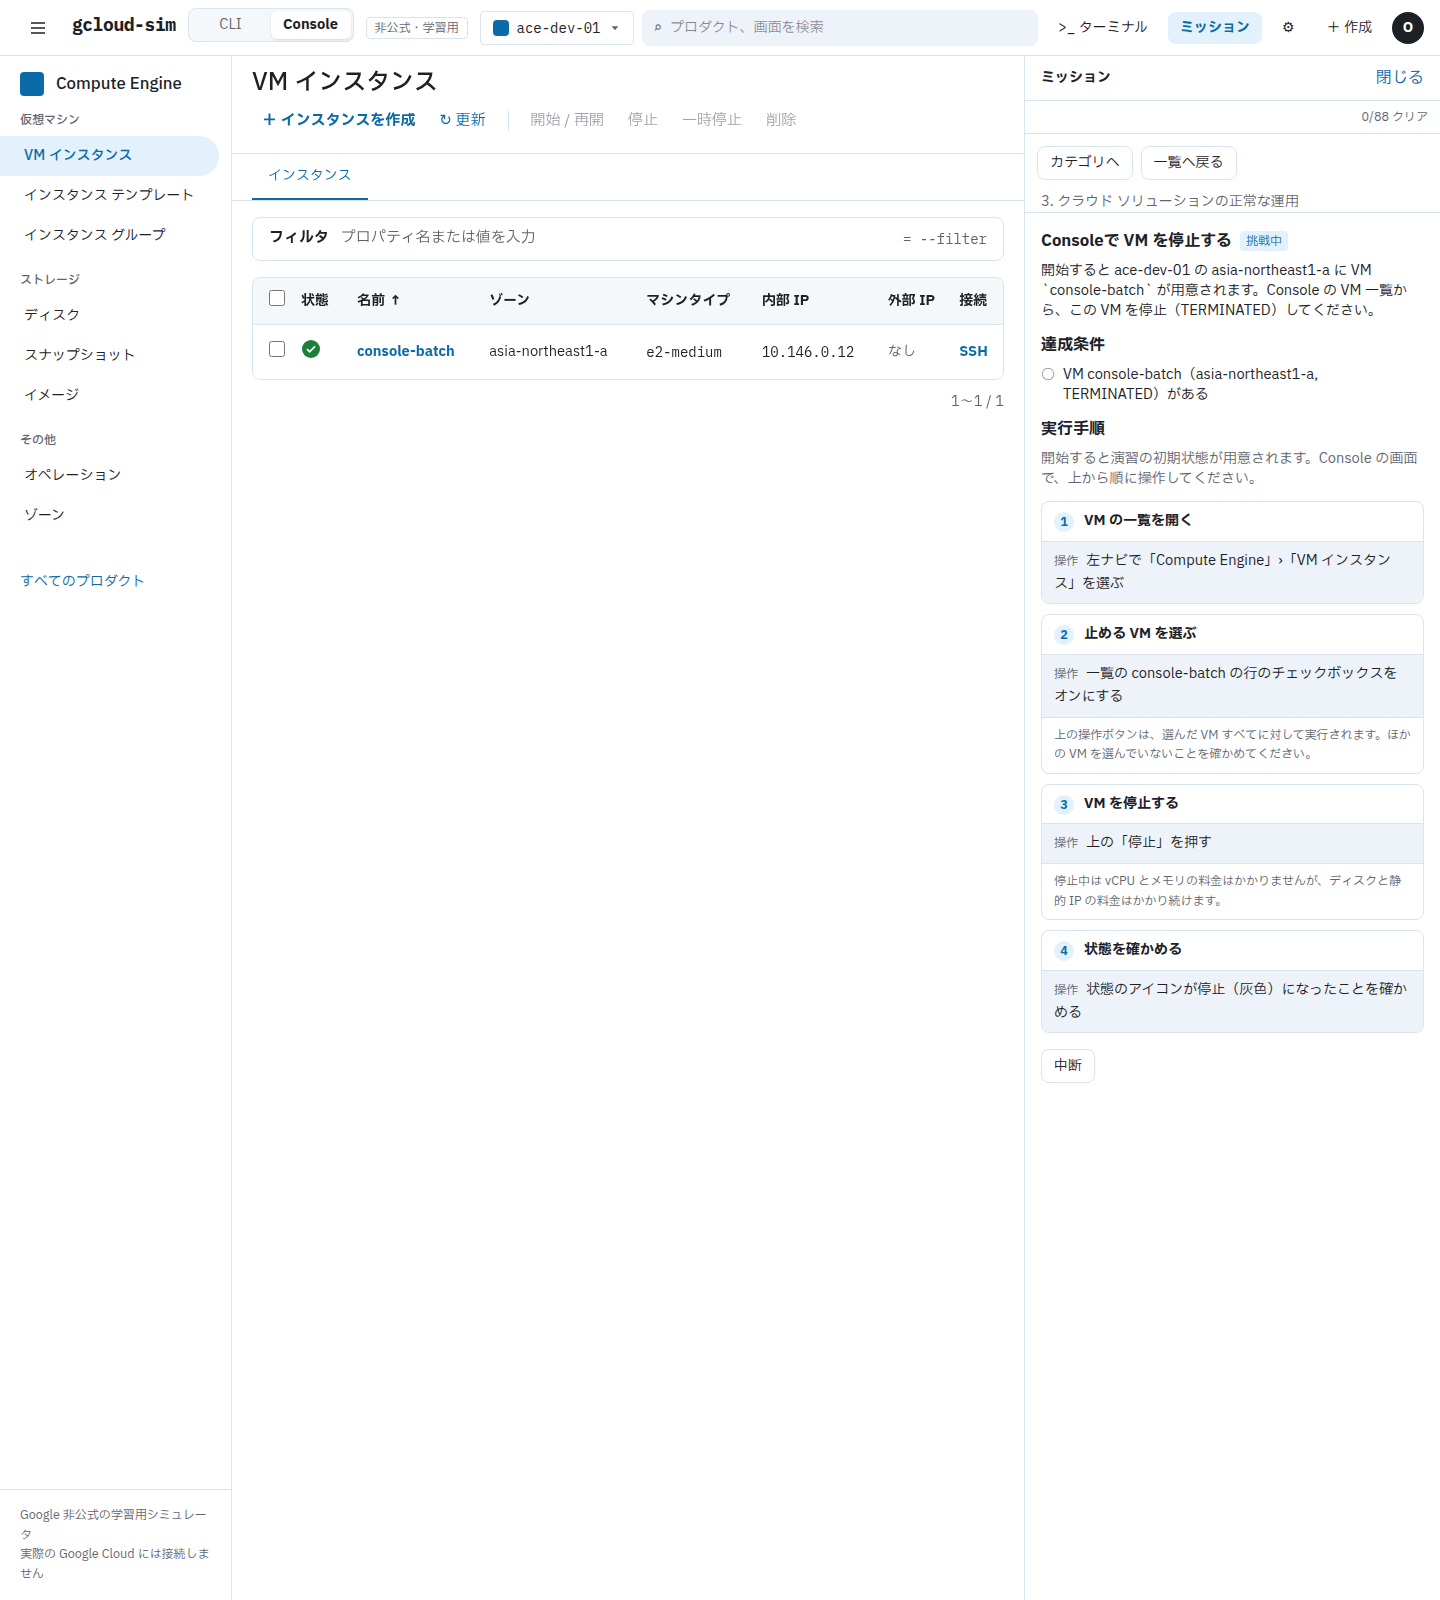 gcloud-sim
CLI
Console
非公式・学習用
ace-dev-01
プロダクト、画面を検索
>_ ターミナル
ミッション
＋ 作成
O
Compute Engine
仮想マシン
VM インスタンス
インスタンス テンプレート
インスタンス グループ
ストレージ
ディスク
スナップショット
イメージ
その他
オペレーション
ゾーン
すべてのプロダクト
Google 非公式の学習用シミュレー
タ
実際の Google Cloud には接続しま
せん
VM インスタンス
＋ インスタンスを作成
↻ 更新
開始 / 再開
停止
一時停止
削除
インスタンス
フィルタ プロパティ名または値を入力
= --filter
状態 名前 ↑ ゾーン マシンタイプ 内部 IP 外部 IP 接続
console-batch asia-northeast1-a e2-medium 10.146.0.12 なし SSH
1〜1 / 1
ミッション
閉じる
0/88 クリア
カテゴリへ
一覧へ戻る
3. クラウド ソリューションの正常な運用
Consoleで VM を停止する 挑戦中
開始すると ace-dev-01 の asia-northeast1-a に VM
`console-batch` が用意されます。Console の VM 一覧か
ら、この VM を停止（TERMINATED）してください。
達成条件
○ VM console-batch（asia-northeast1-a,
TERMINATED）がある
実行手順
開始すると演習の初期状態が用意されます。Console の画面
で、上から順に操作してください。
1 VM の一覧を開く
操作 左ナビで「Compute Engine」›「VM インスタン
ス」を選ぶ
2 止める VM を選ぶ
操作 一覧の console-batch の行のチェックボックスを
オンにする
上の操作ボタンは、選んだ VM すべてに対して実行されます。ほか
の VM を選んでいないことを確かめてください。
3 VM を停止する
操作 上の「停止」を押す
停止中は vCPU とメモリの料金はかかりませんが、ディスクと静
的 IP の料金はかかり続けます。
4 状態を確かめる
操作 状態のアイコンが停止（灰色）になったことを確か
める
中断